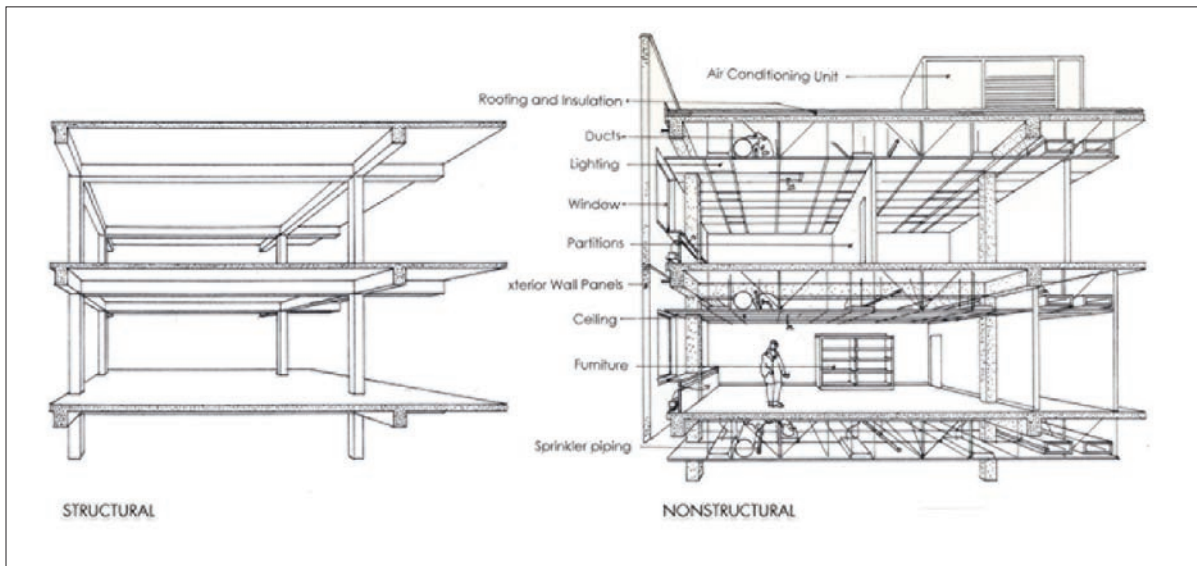 Air Conditioning Unit
Roofing and Insulation
Ducts
Lighting
Window
Partitions
xterior Wall Panels
Ceiling
Furniture
Sprinkler piping
STRUCTURAL
NONSTRUCTURAL